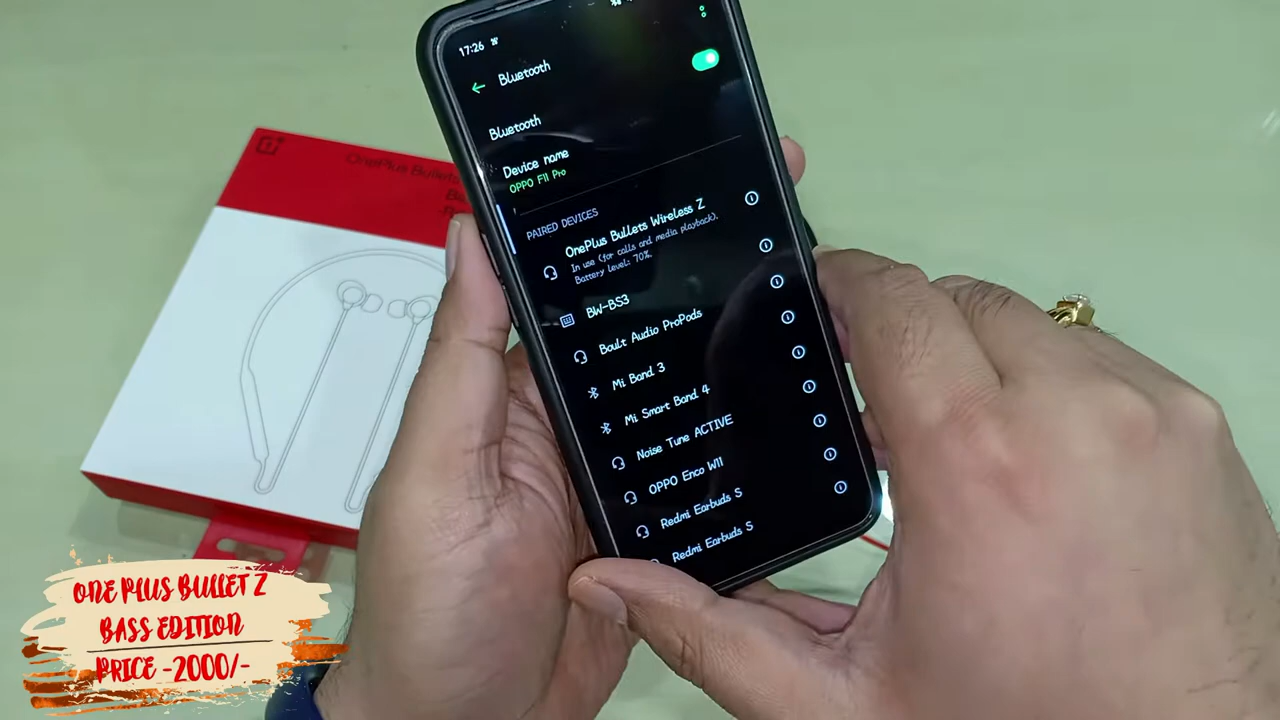 17:26
Bluetooth
Bluetooth
Device name
OPPO F11 Pro
PAIRED DEVICES
OnePlus Bullets Wireless Z
In use (for calls and media playback).
Battery level: 70%.
BW-BS3
Boult Audio ProPods
Mi Band 3
Mi Smart Band 4
Noise Tune ACTIVE
OPPO Enco W11
Redmi Earbuds S
Redmi Earbuds S
OnePlus Bullets
ONE PLUS BULLET Z
BASS EDITION
PRICE -2000/-